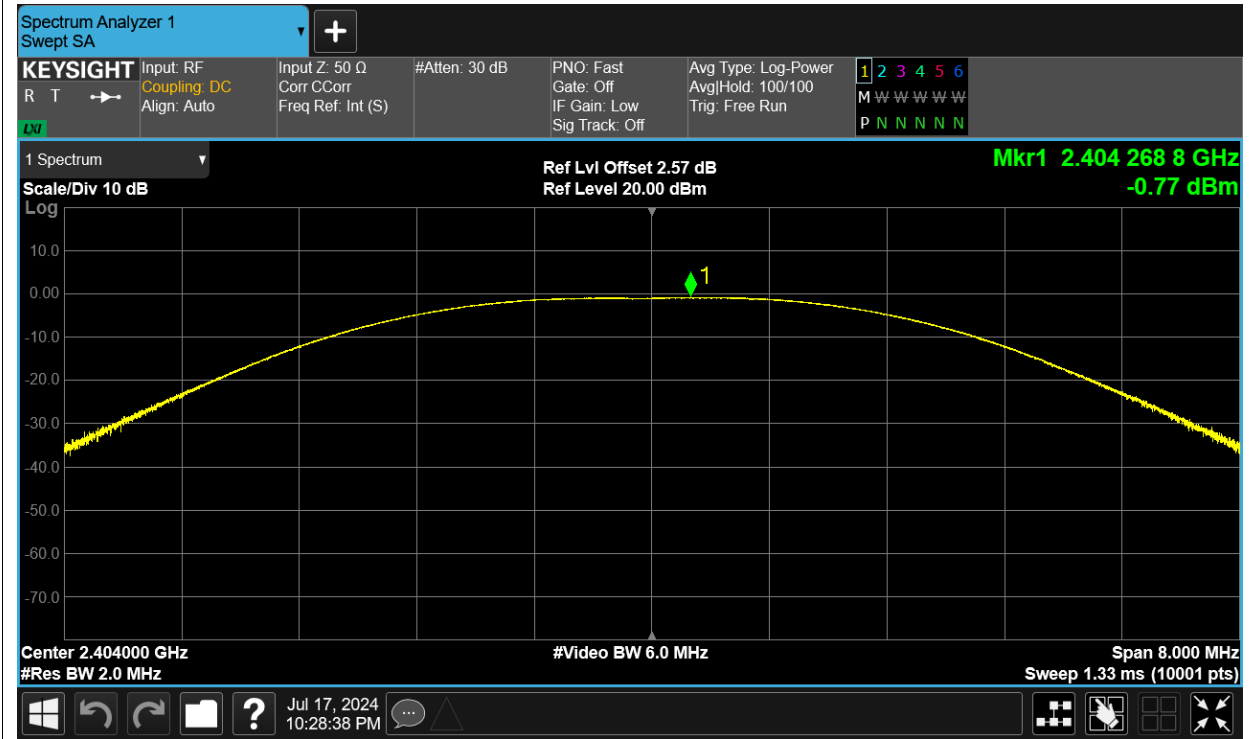 Spectrum Analyzer 1
Swept SA
KEYSIGHT
R T
LXI
Input: RF
Coupling: DC
Align: Auto
Input Z: 50 Ω
Corr CCorr
Freq Ref: Int (S)
#Atten: 30 dB
PNO: Fast
Gate: Off
IF Gain: Low
Sig Track: Off
Avg Type: Log-Power
Avg|Hold: 100/100
Trig: Free Run
1 2 3 4 5 6
M W W W W W
P N N N N N
1 Spectrum
Scale/Div 10 dB
Log
Ref Lvl Offset 2.57 dB
Ref Level 20.00 dBm
Mkr1 2.404 268 8 GHz
-0.77 dBm
1
10.0
0.00
-10.0
-20.0
-30.0
-40.0
-50.0
-60.0
-70.0
Center 2.404000 GHz
#Video BW 6.0 MHz
Span 8.000 MHz
#Res BW 2.0 MHz
Sweep 1.33 ms (10001 pts)
?
Jul 17, 2024
10:28:38 PM